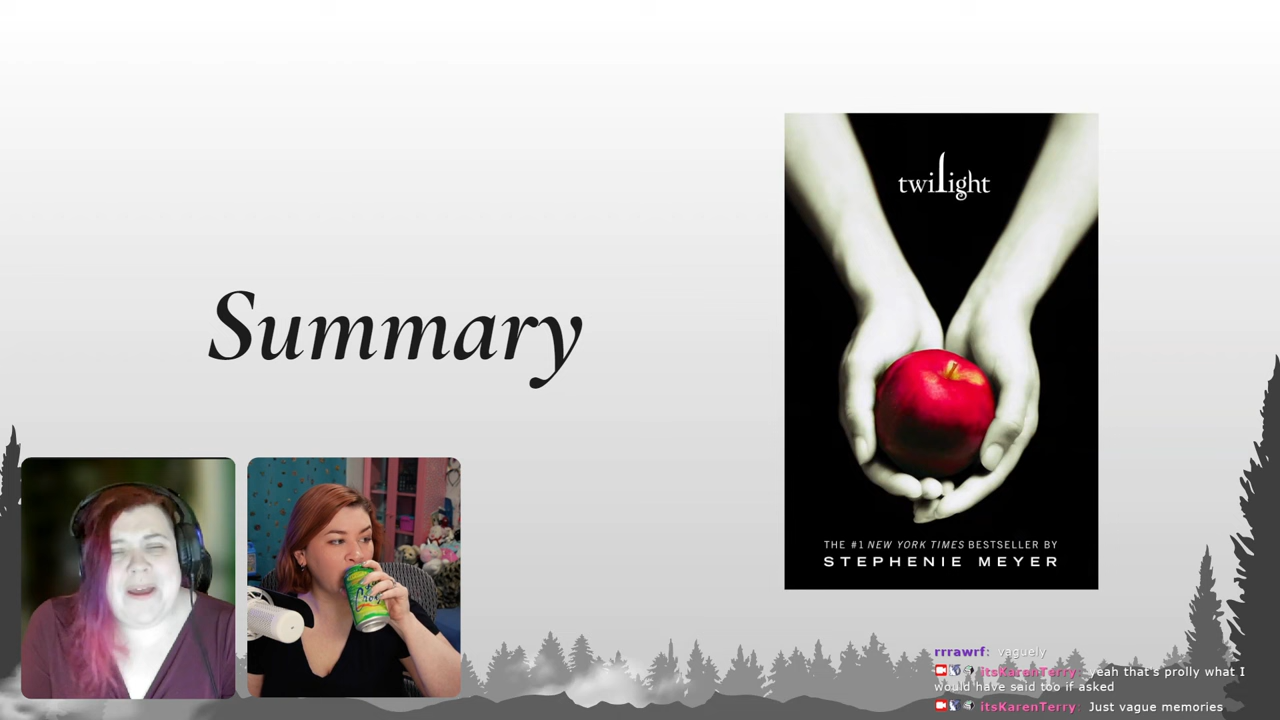 twilight
Summary
THE #1 NEW YORK TIMES BESTSELLER BY
STEPHENIE MEYER
rrrawrf: vaguely
itsKarenTerry: yeah that's prolly what I
would have said too if asked
itsKarenTerry: Just vague memories